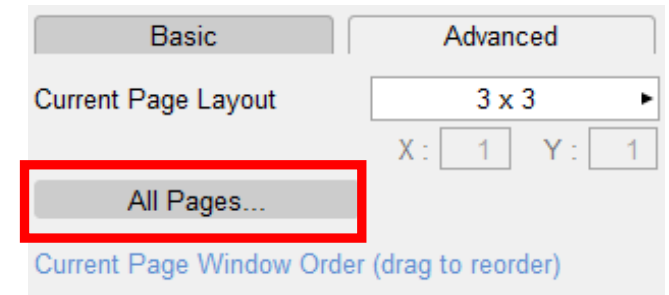 Basic Advanced
Current Page Layout 3 x 3
X : 1 Y : 1
All Pages...
Current Page Window Order (drag to reorder)